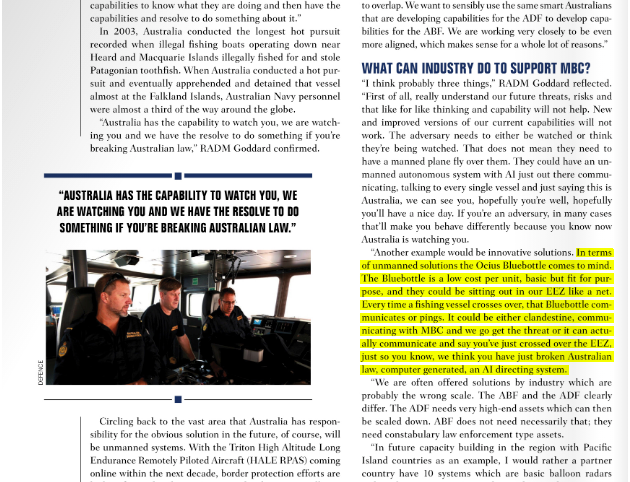 capabilities to know what they are doing and then have the
capabilities and resolve to do something about it.”
In 2003, Australia conducted the longest hot pursuit
recorded when illegal fishing boats operating down near
Heard and Macquarie Islands illegally fished for and stole
Patagonian toothfish. When Australia conducted a hot pur-
suit and eventually apprehended and detained that vessel
almost at the Falkland Islands, Australian Navy personnel
were almost a third of the way around the globe.
“Australia has the capability to watch you, we are watch-
ing you and we have the resolve to do something if you’re
breaking Australian law,” RADM Goddard confirmed.
“AUSTRALIA HAS THE CAPABILITY TO WATCH YOU, WE
ARE WATCHING YOU AND WE HAVE THE RESOLVE TO DO
SOMETHING IF YOU’RE BREAKING AUSTRALIAN LAW.”
DEFENCE
Circling back to the vast area that Australia has respon-
sibility for the obvious solution in the future, of course, will
be unmanned systems. With the Triton High Altitude Long
Endurance Remotely Piloted Aircraft (HALE RPAS) coming
online within the next decade, border protection efforts are
to overlap. We want to sensibly use the same smart Australians
that are developing capabilities for the ADF to develop capa-
bilities for the ABF. We are working very closely to be even
more aligned, which makes sense for a whole lot of reasons.”
WHAT CAN INDUSTRY DO TO SUPPORT MBC?
“I think probably three things,” RADM Goddard reflected.
“First of all, really understand our future threats, risks and
that like for like thinking and capability will not help. New
and improved versions of our current capabilities will not
work. The adversary needs to either be watched or think
they’re being watched. That does not mean they need to
have a manned plane fly over them. They could have an un-
manned autonomous system with AI just out there commu-
nicating, talking to every single vessel and just saying this is
Australia, we can see you, hopefully you’re well, hopefully
you’ll have a nice day. If you’re an adversary, in many cases
that’ll make you behave differently because you know now
Australia is watching you.
“Another example would be innovative solutions. In terms
of unmanned solutions the Ocius Bluebottle comes to mind.
The Bluebottle is a low cost per unit, basic but fit for pur-
pose, and they could be sitting out in our EEZ like a net.
Every time a fishing vessel crosses over, that Bluebottle com-
municates or pings. It could be either clandestine, commu-
nicating with MBC and we go get the threat or it can actu-
ally communicate and say you’ve just crossed over the EEZ,
just so you know, we think you have just broken Australian
law, computer generated, an AI directing system.
“We are often offered solutions by industry which are
probably the wrong scale. The ABF and the ADF clearly
differ. The ADF needs very high-end assets which can then
be scaled down. ABF does not need necessarily that; they
need constabulary law enforcement type assets.
“In future capacity building in the region with Pacific
Island countries as an example, I would rather a partner
country have 10 systems which are basic balloon radars